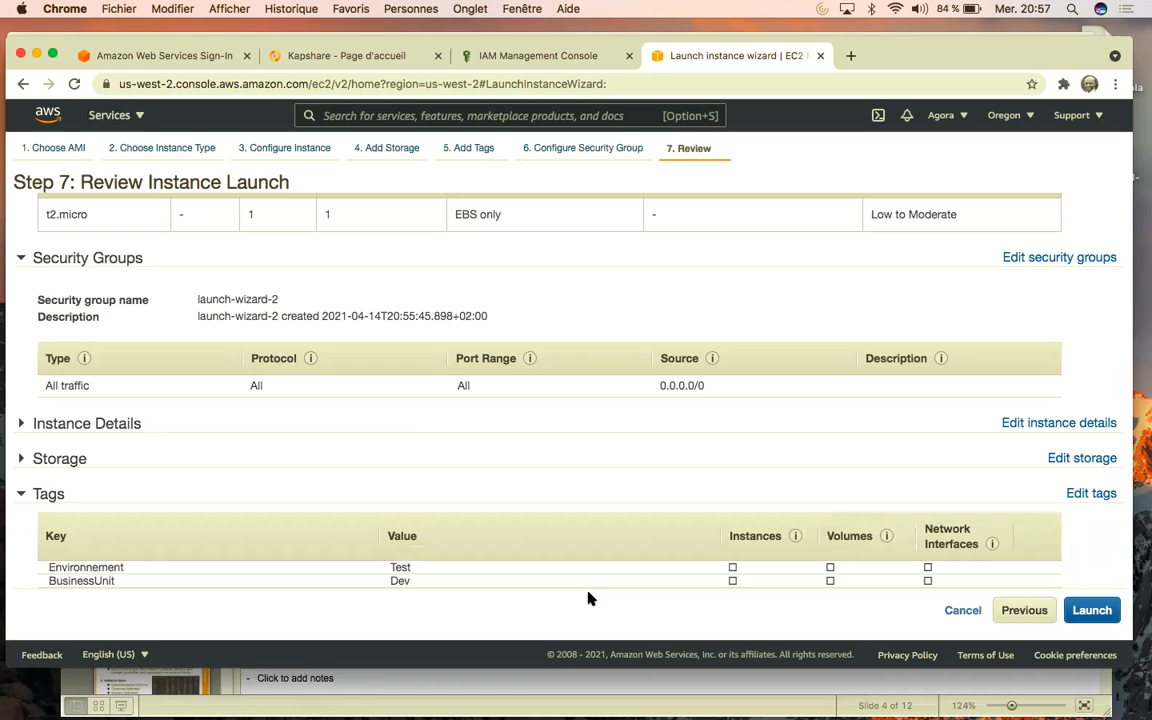 Chrome Fichier Modifier Afficher Historique Favoris Personnes Onglet Fenêtre Aide 84 % Mer. 20:57
Amazon Web Services Sign-In Kapshare - Page d'accueil IAM Management Console Launch instance wizard | EC2
us-west-2.console.aws.amazon.com/ec2/v2/home?region=us-west-2#LaunchInstanceWizard:
aws Services Search for services, features, marketplace products, and docs [Option+S] Agora Oregon Support
1. Choose AMI 2. Choose Instance Type 3. Configure Instance 4. Add Storage 5. Add Tags 6. Configure Security Group 7. Review
Step 7: Review Instance Launch
t2.micro - 1 1 EBS only - Low to Moderate
Security Groups Edit security groups
Security group name launch-wizard-2
Description launch-wizard-2 created 2021-04-14T20:55:45.898+02:00
Type Protocol Port Range Source Description
All traffic All All 0.0.0.0/0
Instance Details Edit instance details
Storage Edit storage
Tags Edit tags
Key Value Instances Volumes Network Interfaces
Environnement Test
BusinessUnit Dev
Cancel Previous Launch
Feedback English (US) © 2008 - 2021, Amazon Web Services, Inc. or its affiliates. All rights reserved. Privacy Policy Terms of Use Cookie preferences
- Click to add notes
Slide 4 of 12 124%